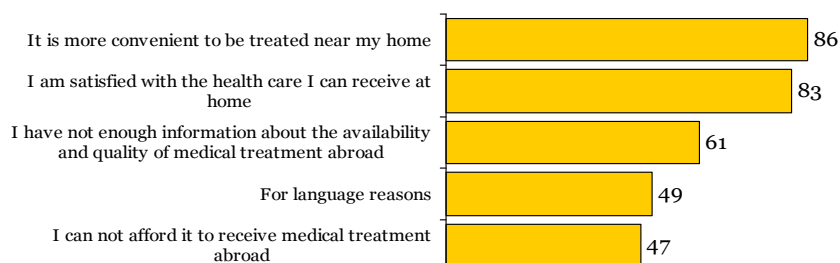 It is more convenient to be treated near my home
86
I am satisfied with the health care I can receive at
home
83
I have not enough information about the availability
and quality of medical treatment abroad
61
For language reasons
49
I can not afford it to receive medical treatment
abroad
47